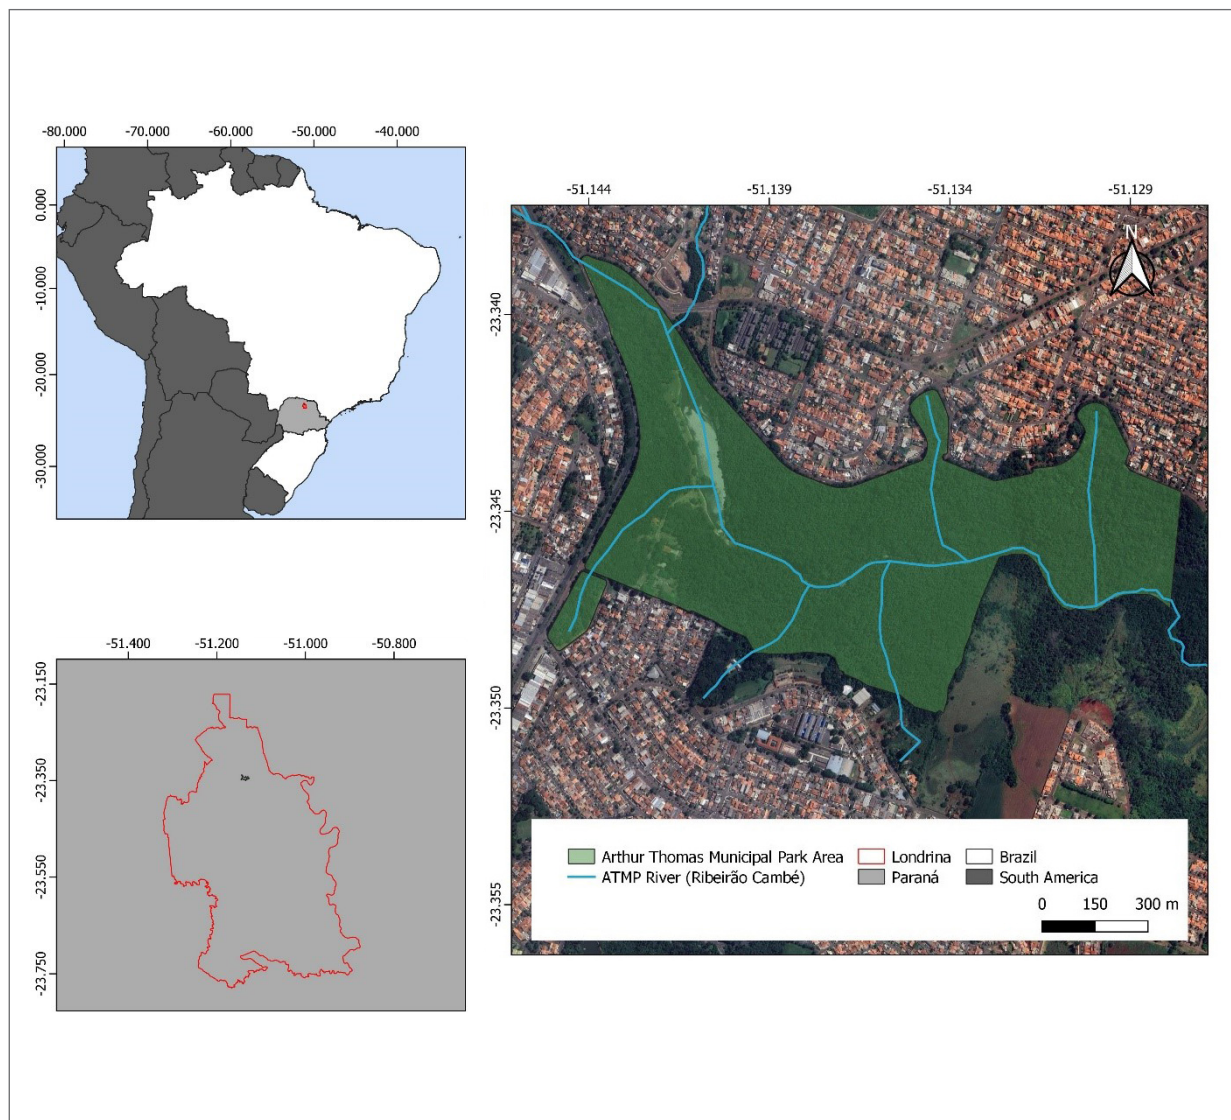 -80.000 -70.000 -60.000 -50.000 -40.000
0.000
-10.000
-20.000
-30.000
-51.400 -51.200 -51.000 -50.800
-23.150
-23.350
-23.550
-23.750
-51.144 -51.139 -51.134 -51.129
-23.340
-23.345
-23.350
-23.355
N
Arthur Thomas Municipal Park Area
ATMP River (Ribeirão Cambé)
Londrina
Paraná
Brazil
South America
0 150 300 m